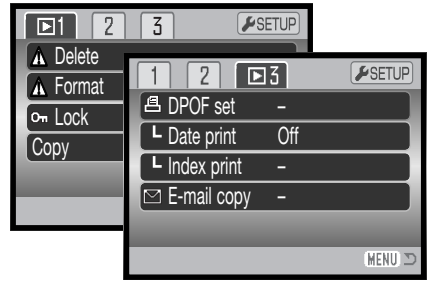 1 2 3 SETUP
Delete
Format
Lock
Copy
1 2 3 SETUP
DPOF set –
Date print Off
Index print –
E-mail copy –
MENU